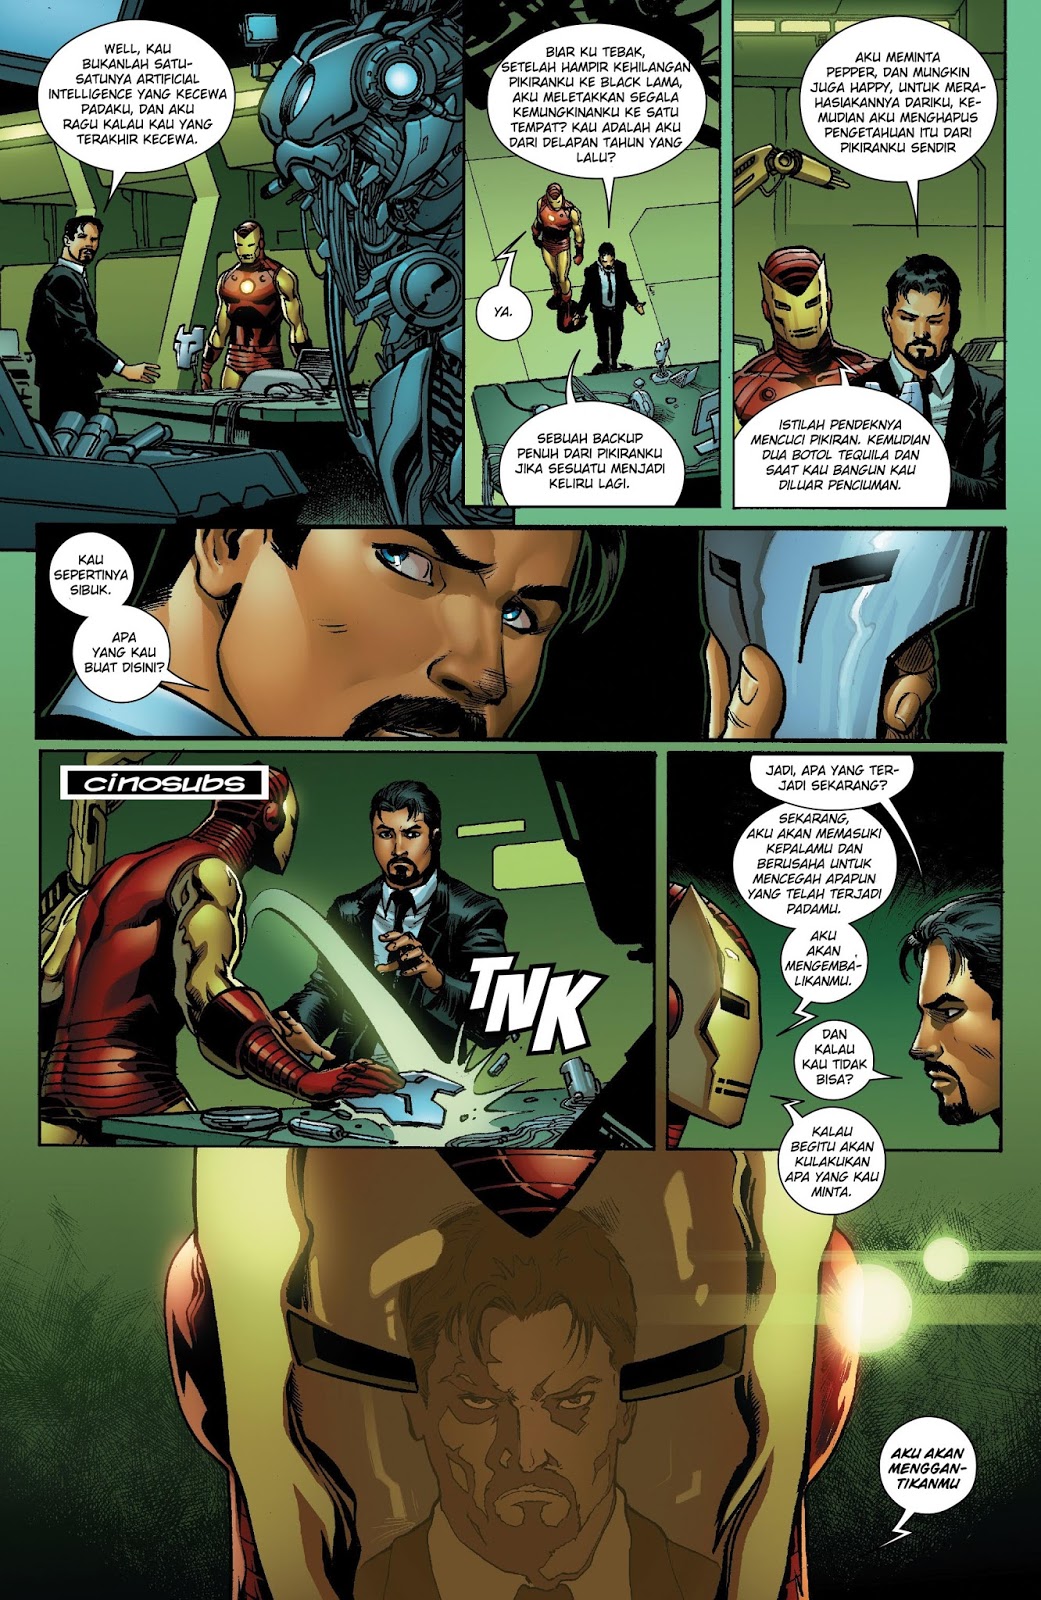 WELL, KAU
BUKANLAH SATU-
SATUNYA ARTIFICIAL
INTELLIGENCE YANG KECEWA
PADAKU, DAN AKU
RAGU KALAU KAU YANG
TERAKHIR KECEWA.
BIAR KU TEBAK,
SETELAH HAMPIR KEHILANGAN
PIKIRANKU KE BLACK LAMA,
AKU MELETAKKAN SEGALA
KEMUNGKINANKU KE SATU
TEMPAT? KAU ADALAH AKU
DARI DELAPAN TAHUN YANG
LALU?
YA.
SEBUAH BACKUP
PENUH DARI PIKIRANKU
JIKA SESUATU MENJADI
KELIRU LAGI.
AKU MEMINTA
PEPPER, DAN MUNGKIN
JUGA HAPPY, UNTUK MERA-
HASIAKANNYA DARIKU, KE-
MUDIAN AKU MENGHAPUS
PENGETAHUAN ITU DARI
PIKIRANKU SENDIR
ISTILAH PENDEKNYA
MENCUCI PIKIRAN. KEMUDIAN
DUA BOTOL TEQUILA DAN
SAAT KAU BANGUN KAU
DILUAR PENCIUMAN.
KAU
SEPERTINYA
SIBUK.
APA
YANG KAU
BUAT DISINI?
cinosubs
TNK
JADI, APA YANG TER-
JADI SEKARANG?
SEKARANG,
AKU AKAN MEMASUKI
KEPALAMU DAN
BERUSAHA UNTUK
MENCEGAH APAPUN
YANG TELAH TERJADI
PADAMU.
AKU
AKAN
MENGEMBA-
LIKANMU.
DAN
KALAU
KAU TIDAK
BISA?
KALAU
BEGITU AKAN
KULAKUKAN
APA YANG KAU
MINTA.
AKU AKAN
MENGGAN-
TIKANMU